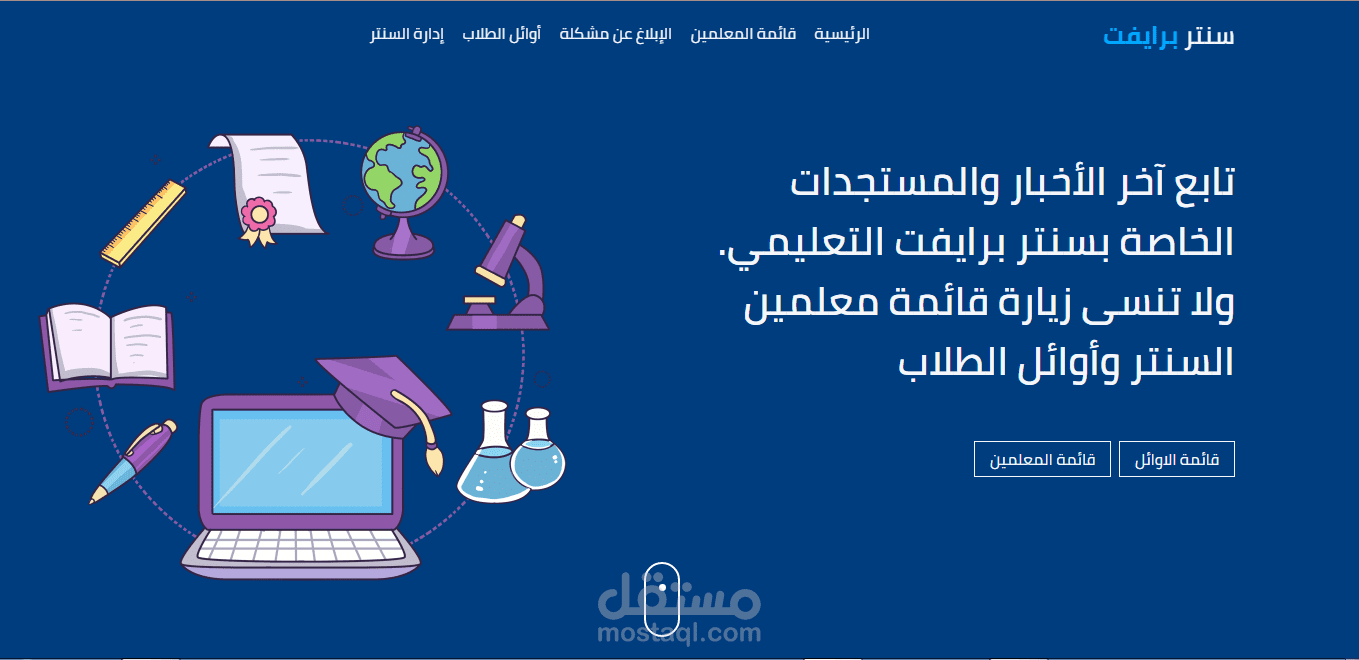 سنتر برايفت
الرئيسية قائمة المعلمين الإبلاغ عن مشكلة أوائل الطلاب إدارة السنتر
تابع آخر الأخبار والمستجدات
الخاصة بسنتر برايفت التعليمي.
ولا تنسى زيارة قائمة معلمين
السنتر وأوائل الطلاب
قائمة الاوائل
قائمة المعلمين
مستقل
mostaql.com